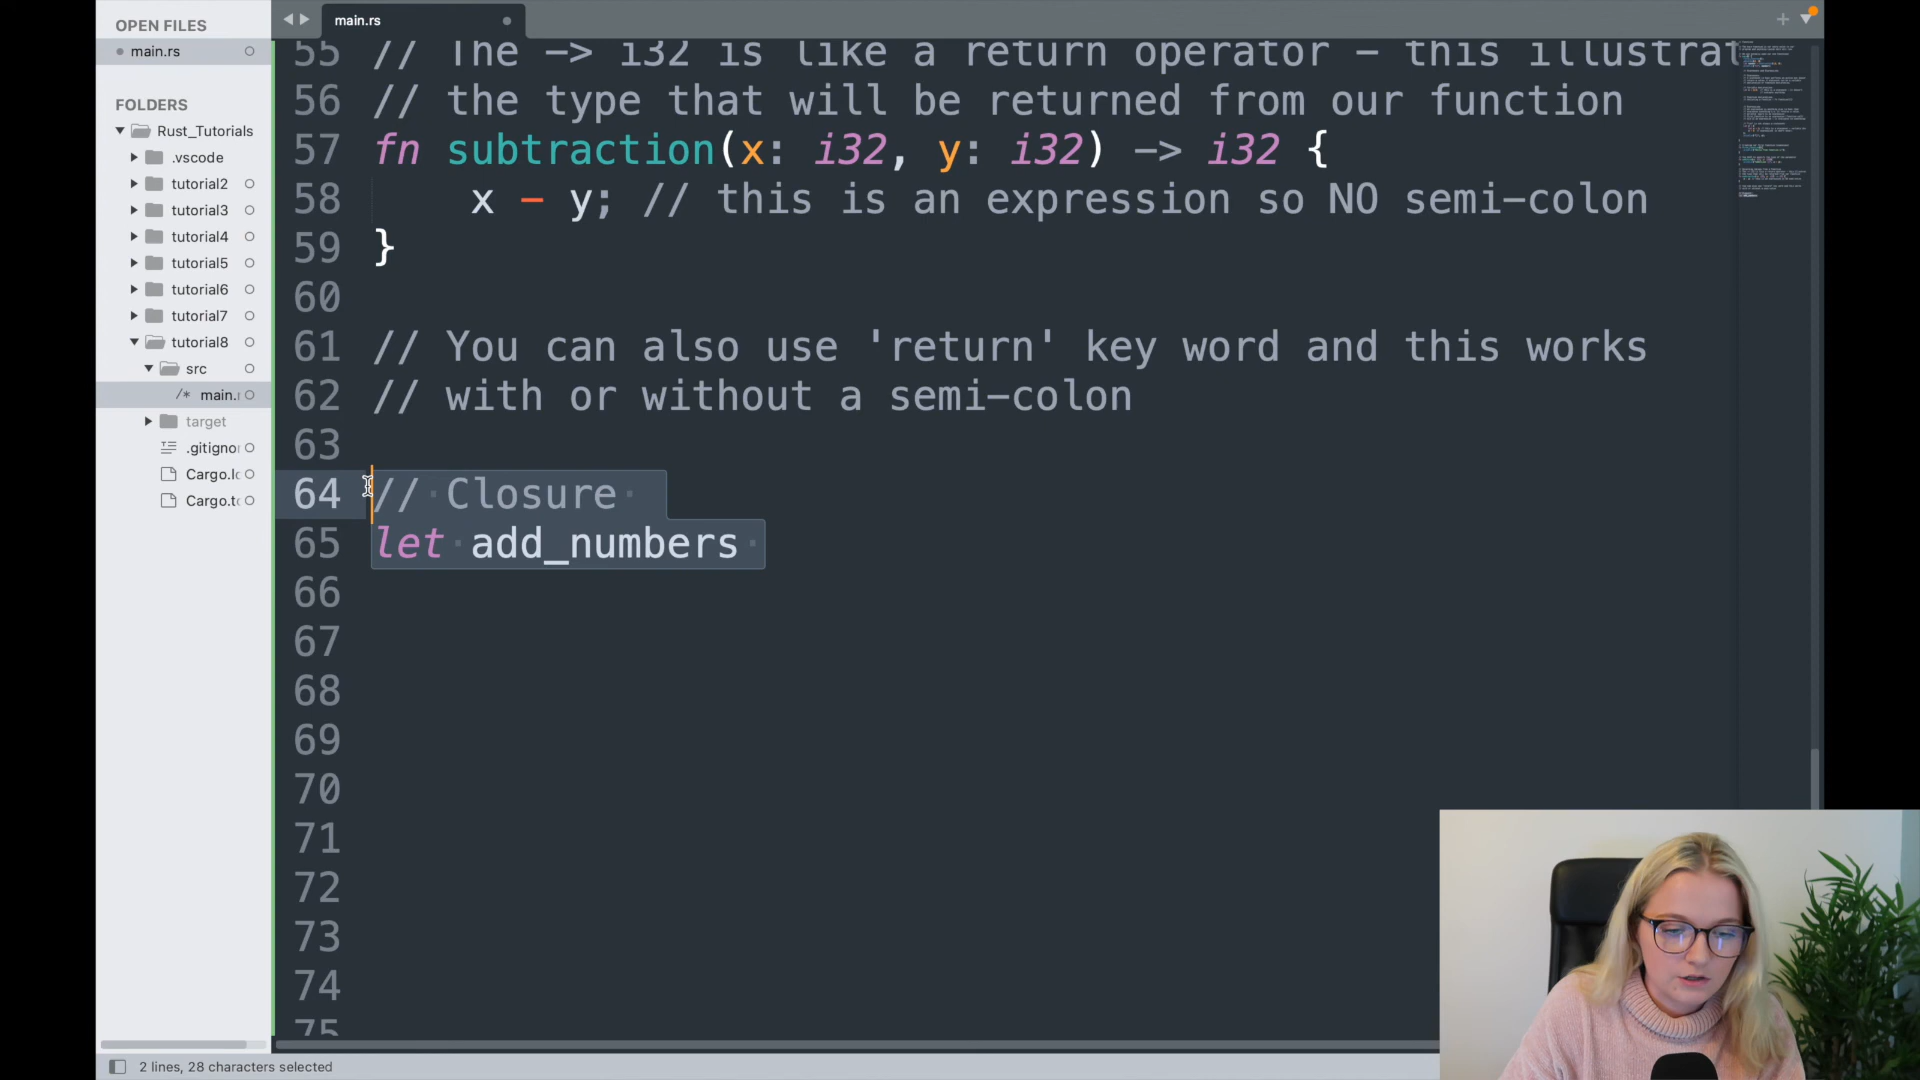 OPEN FILES
main.rs
FOLDERS
Rust_Tutorials
.vscode
tutorial2
tutorial3
tutorial4
tutorial5
tutorial6
tutorial7
tutorial8
src
/* main.
target
.gitigno
Cargo.l
Cargo.t
main.rs
55 // The -> i32 is like a return operator - this illustrat
56 // the type that will be returned from our function
57 fn subtraction(x: i32, y: i32) -> i32 {
58 x - y; // this is an expression so NO semi-colon
59 }
60
61 // You can also use 'return' key word and this works
62 // with or without a semi-colon
63
64 // Closure
65 let add_numbers
66
67
68
69
70
71
72
73
74
75
2 lines, 28 characters selected